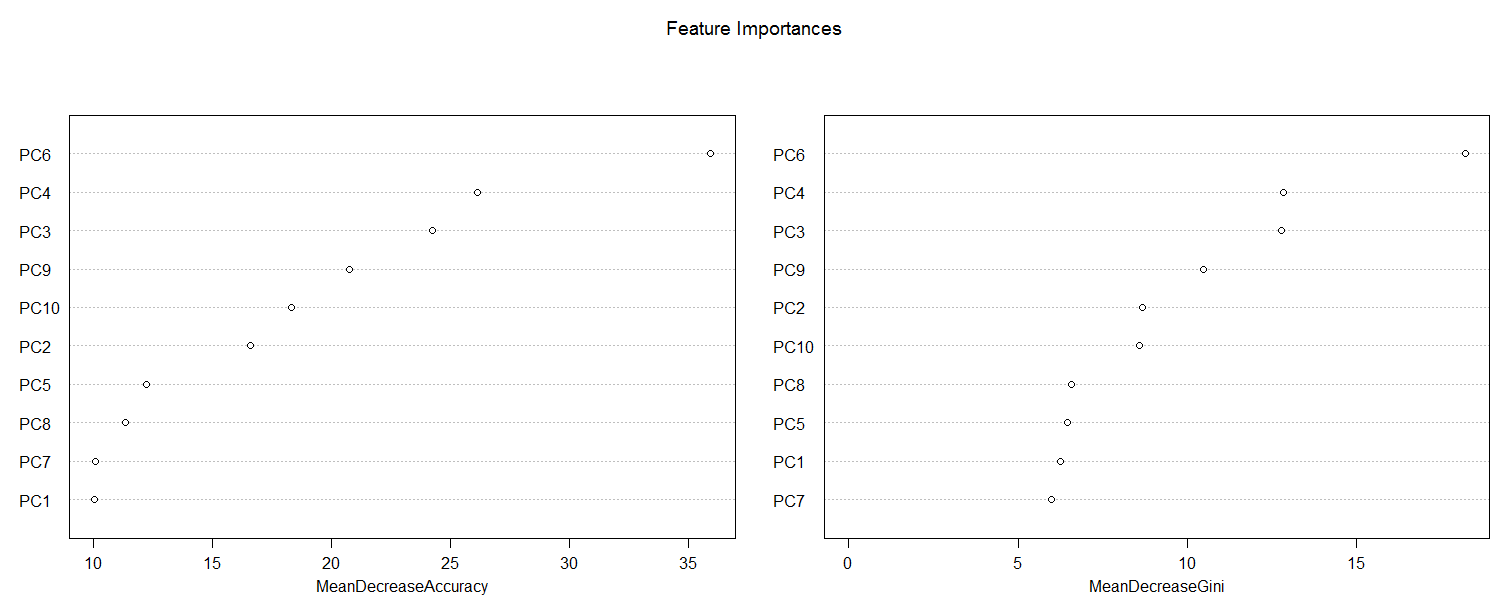 Feature Importances
PC6
PC4
PC3
PC9
PC10
PC2
PC5
PC8
PC7
PC1
10 15 20 25 30 35
MeanDecreaseAccuracy
PC6
PC4
PC3
PC9
PC2
PC10
PC8
PC5
PC1
PC7
0 5 10 15
MeanDecreaseGini